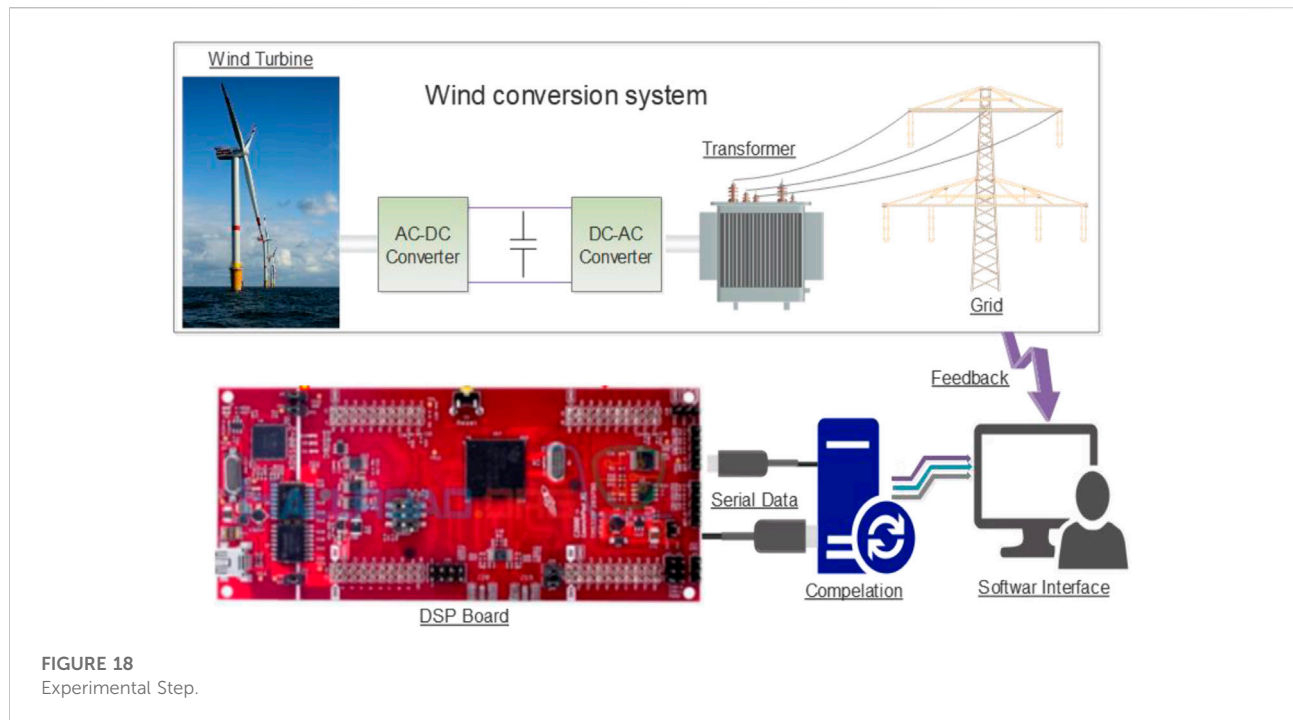 Wind Turbine
Wind conversion system
Transformer
AC-DC
Converter
DC-AC
Converter
Grid
Feedback
Serial Data
DSP Board
Compelation
Softwar Interface
FIGURE 18
Experimental Step.